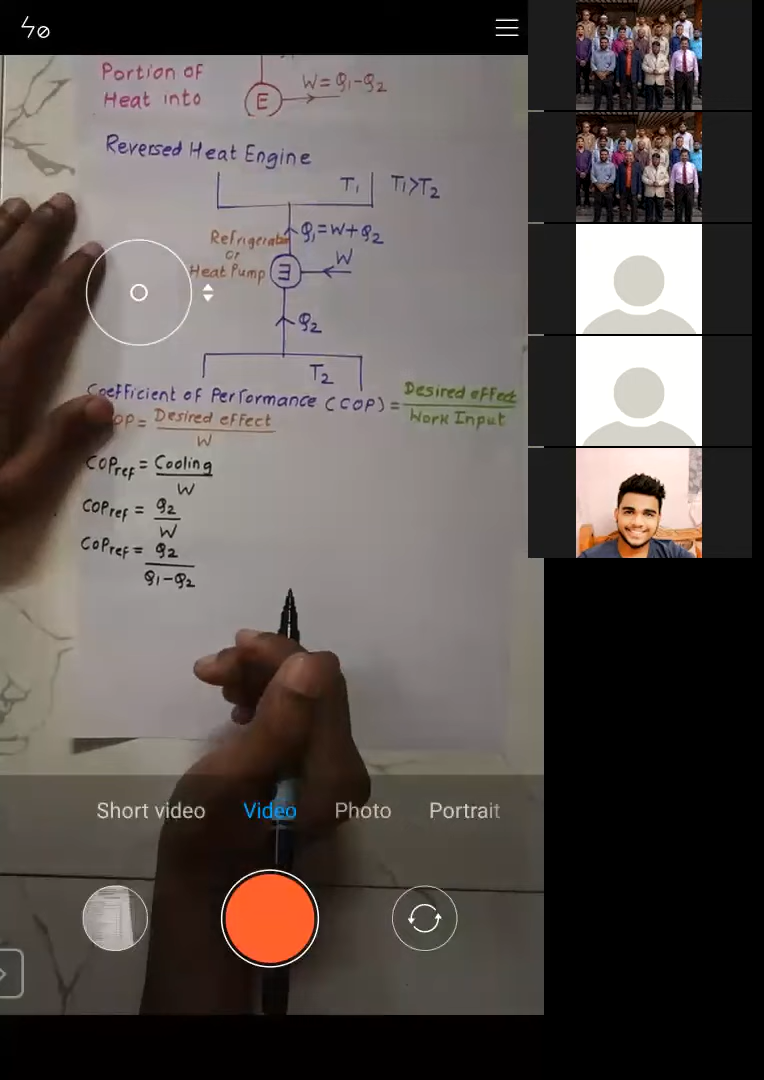 Portion of
Heat into
E
W=Q1-Q2
Reversed Heat Engine
T1
T1>T2
Q1=W+Q2
Refrigerator
or
Heat Pump
E
W
Q2
T2
Coefficient of Performance (COP) = Desired effect / Work Input
COP = Desired effect / W
COPref = Cooling / W
COPref = Q2 / W
COPref = Q2 / Q1-Q2
Short video
Video
Photo
Portrait